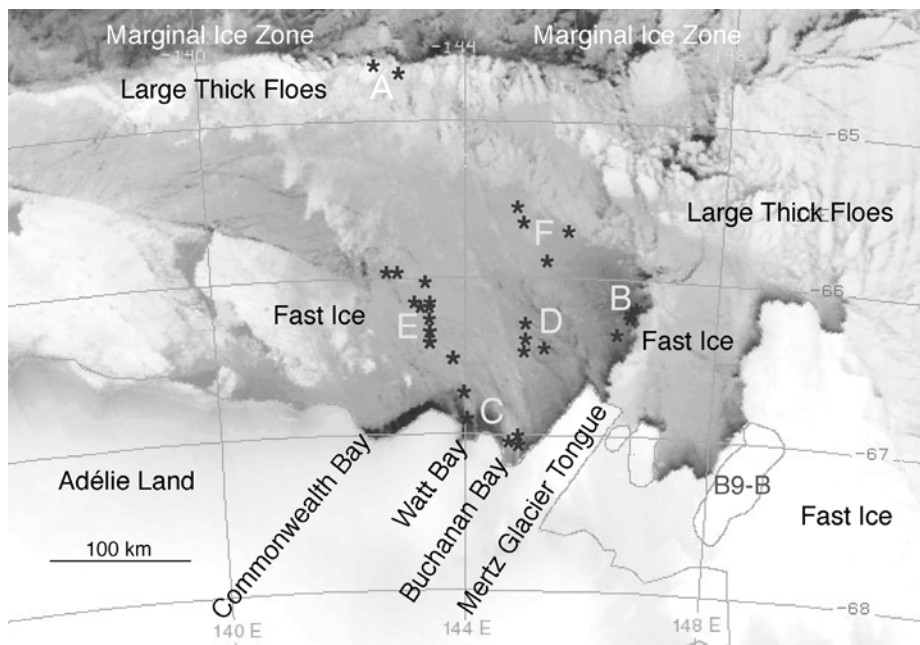 Marginal Ice Zone
Marginal Ice Zone
-140
-144
A
Large Thick Floes
-65
Large Thick Floes
F
-66
B
Fast Ice
E
D
Fast Ice
C
Adélie Land
Commonwealth Bay
Watt Bay
Buchanan Bay
Mertz Glacier Tongue
-67
B9-B
Fast Ice
100 km
-68
140 E
144 E
148 E